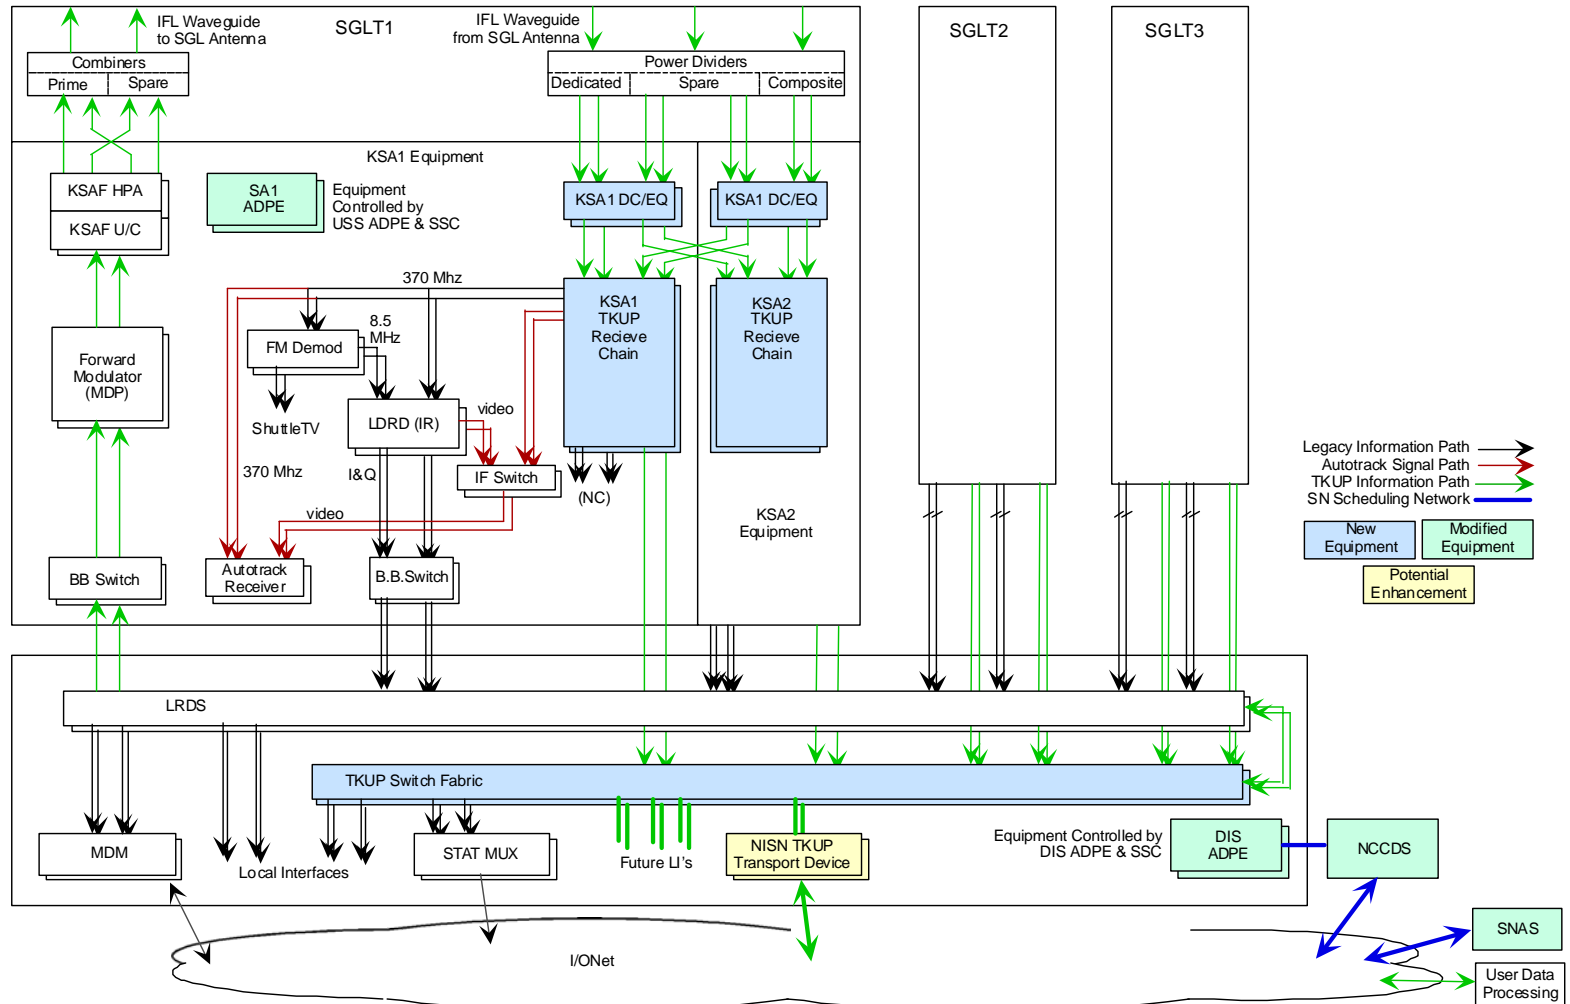 IFL Waveguide
to SGL Antenna
SGLT1
IFL Waveguide
from SGL Antenna
SGLT2
SGLT3
Combiners
Prime
Spare
Power Dividers
Dedicated
Spare
Composite
KSA1 Equipment
KSAF HPA
KSAF U/C
SA1
ADPE
Equipment
Controlled by
USS ADPE & SSC
KSA1 DC/EQ
KSA1 DC/EQ
370 Mhz
8.5
MHz
FM Demod
KSA1
TKUP
Recieve
Chain
KSA2
TKUP
Recieve
Chain
Forward
Modulator
(MDP)
ShuttleTV
LDRD (IR)
video
370 Mhz
I&Q
IF Switch
(NC)
video
KSA2
Equipment
BB Switch
Autotrack
Receiver
B.B.Switch
Legacy Information Path
Autotrack Signal Path
TKUP Information Path
SN Scheduling Network
New
Equipment
Modified
Equipment
Potential
Enhancement
LRDS
TKUP Switch Fabric
MDM
Local Interfaces
STAT MUX
Future LI's
NISN TKUP
Transport Device
Equipment Controlled by
DIS ADPE & SSC
DIS
ADPE
NCCDS
SNAS
I/ONet
User Data
Processing